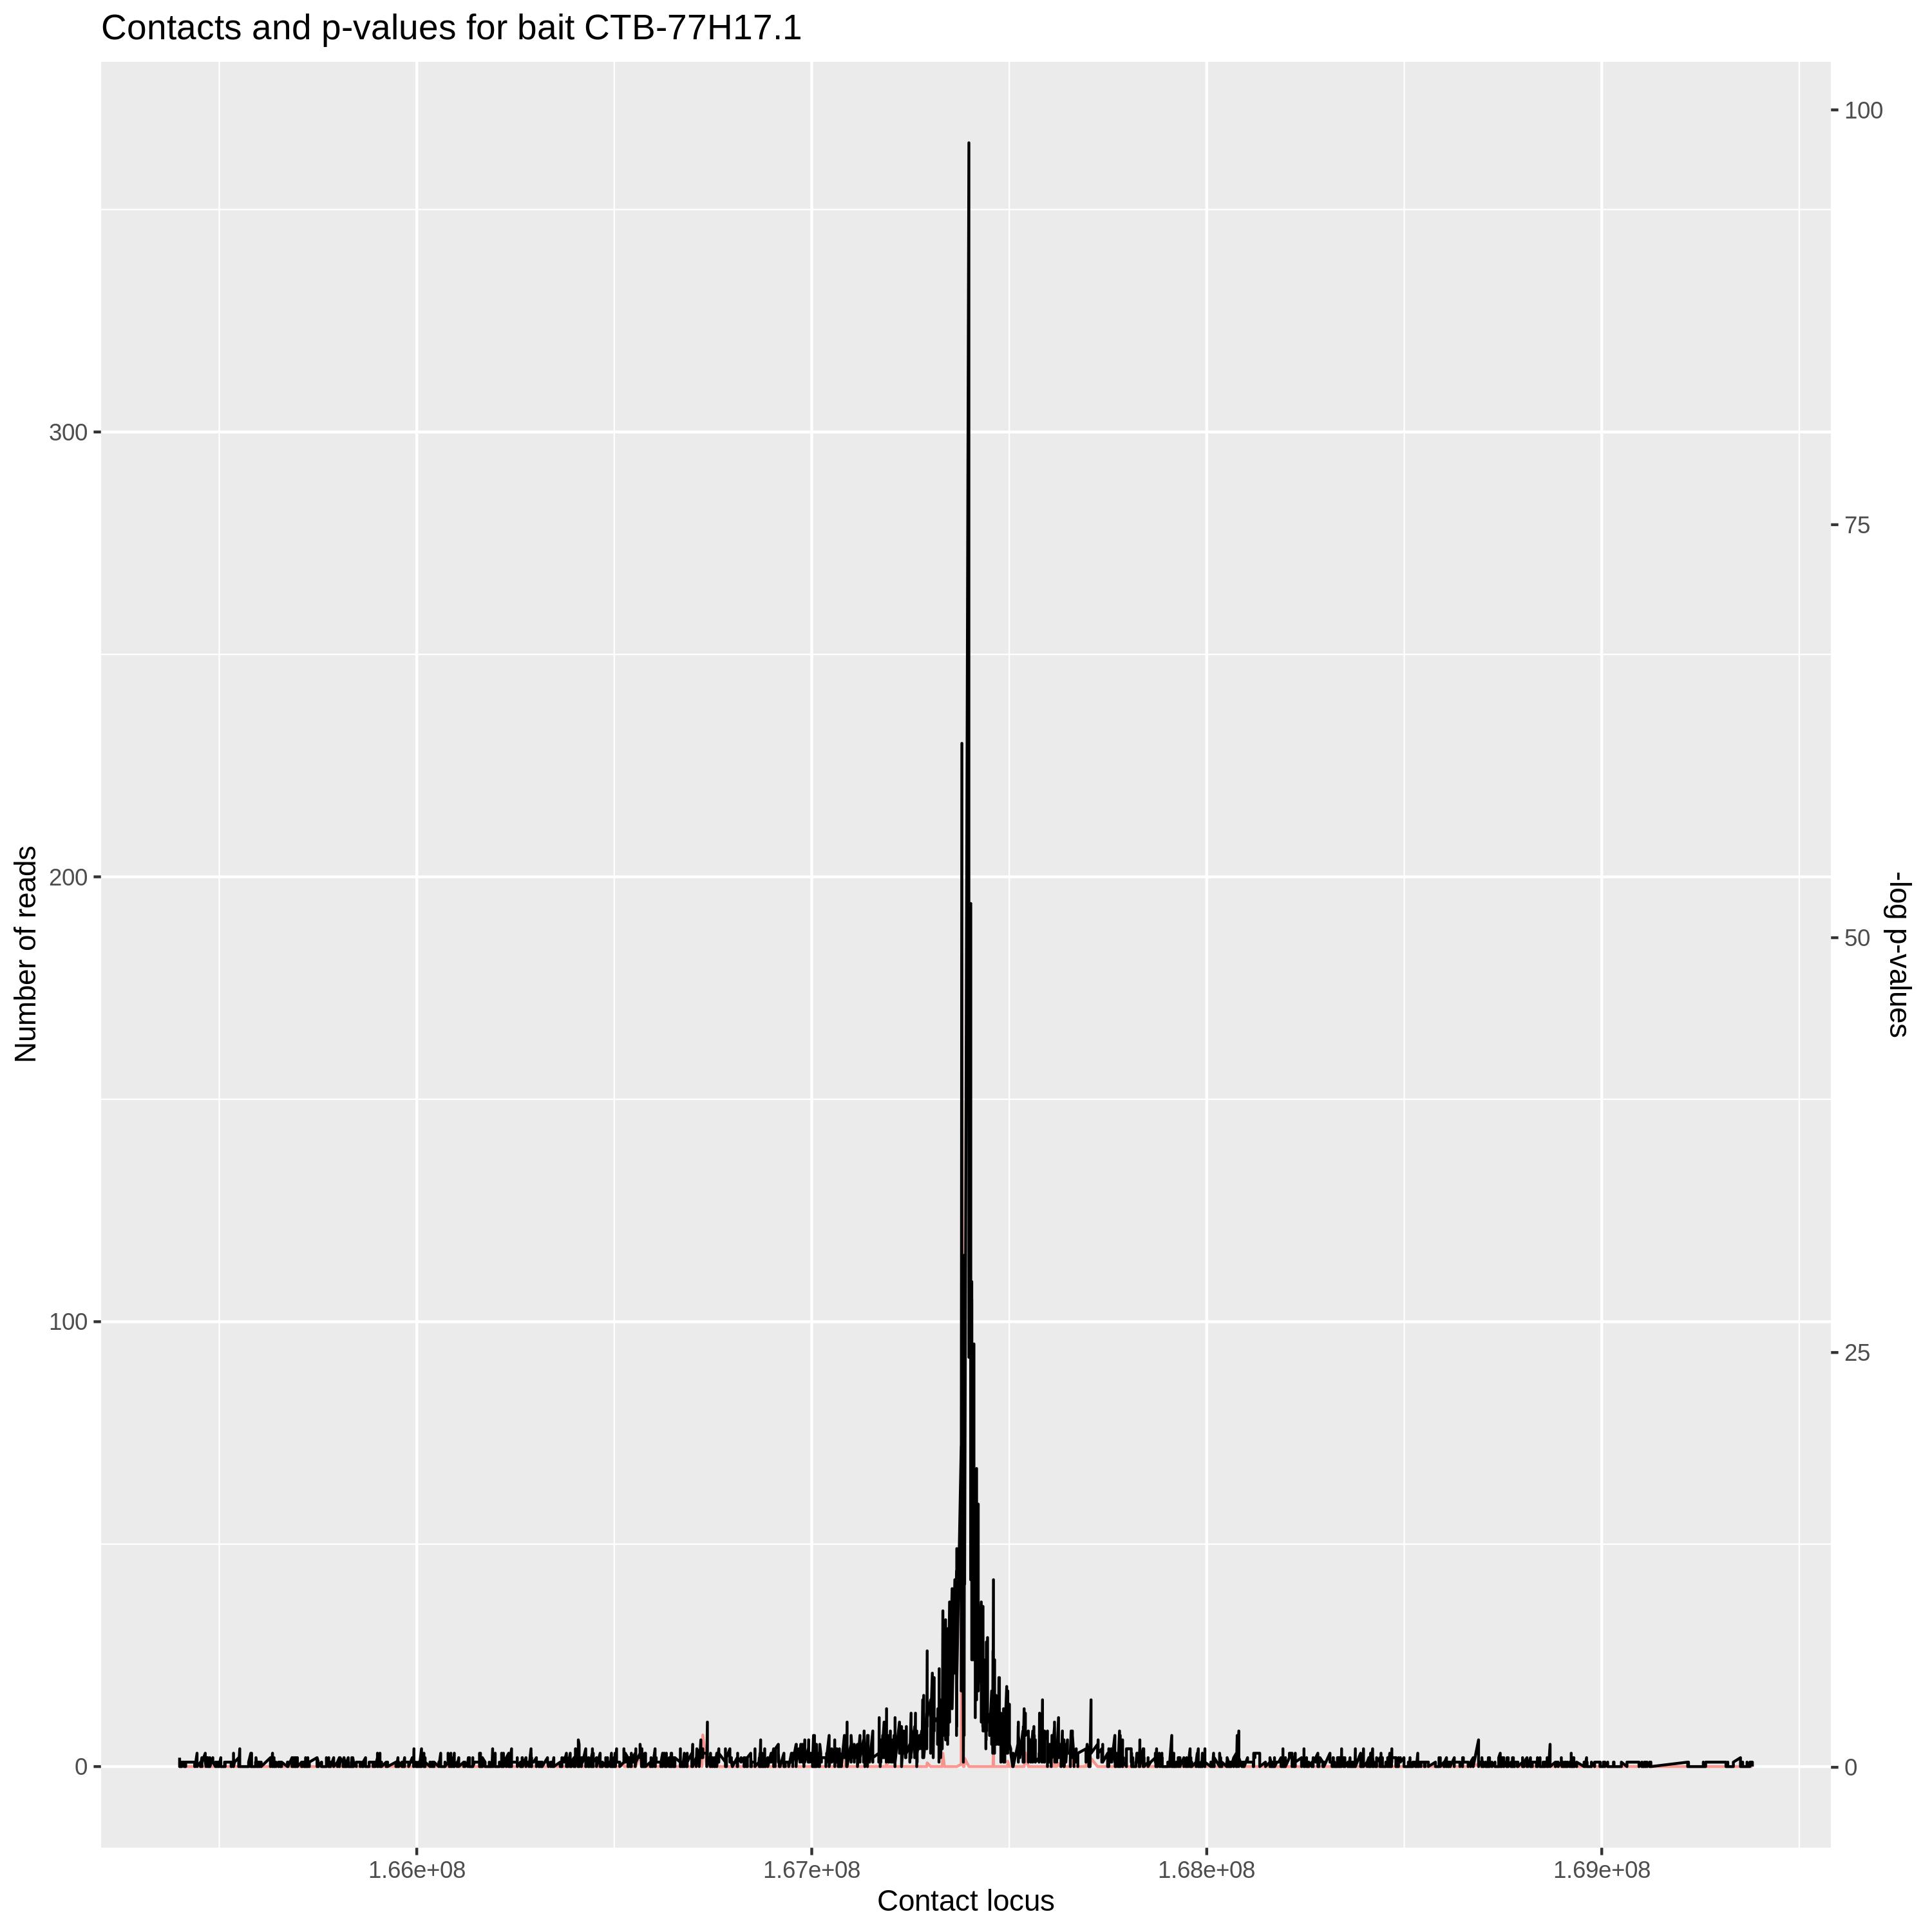 Contacts and p-values for bait CTB-77H17.1
Number of reads
300
200
100
0
100
75
50
25
0
-log p-values
1.66e+08
1.67e+08
1.68e+08
1.69e+08
Contact locus